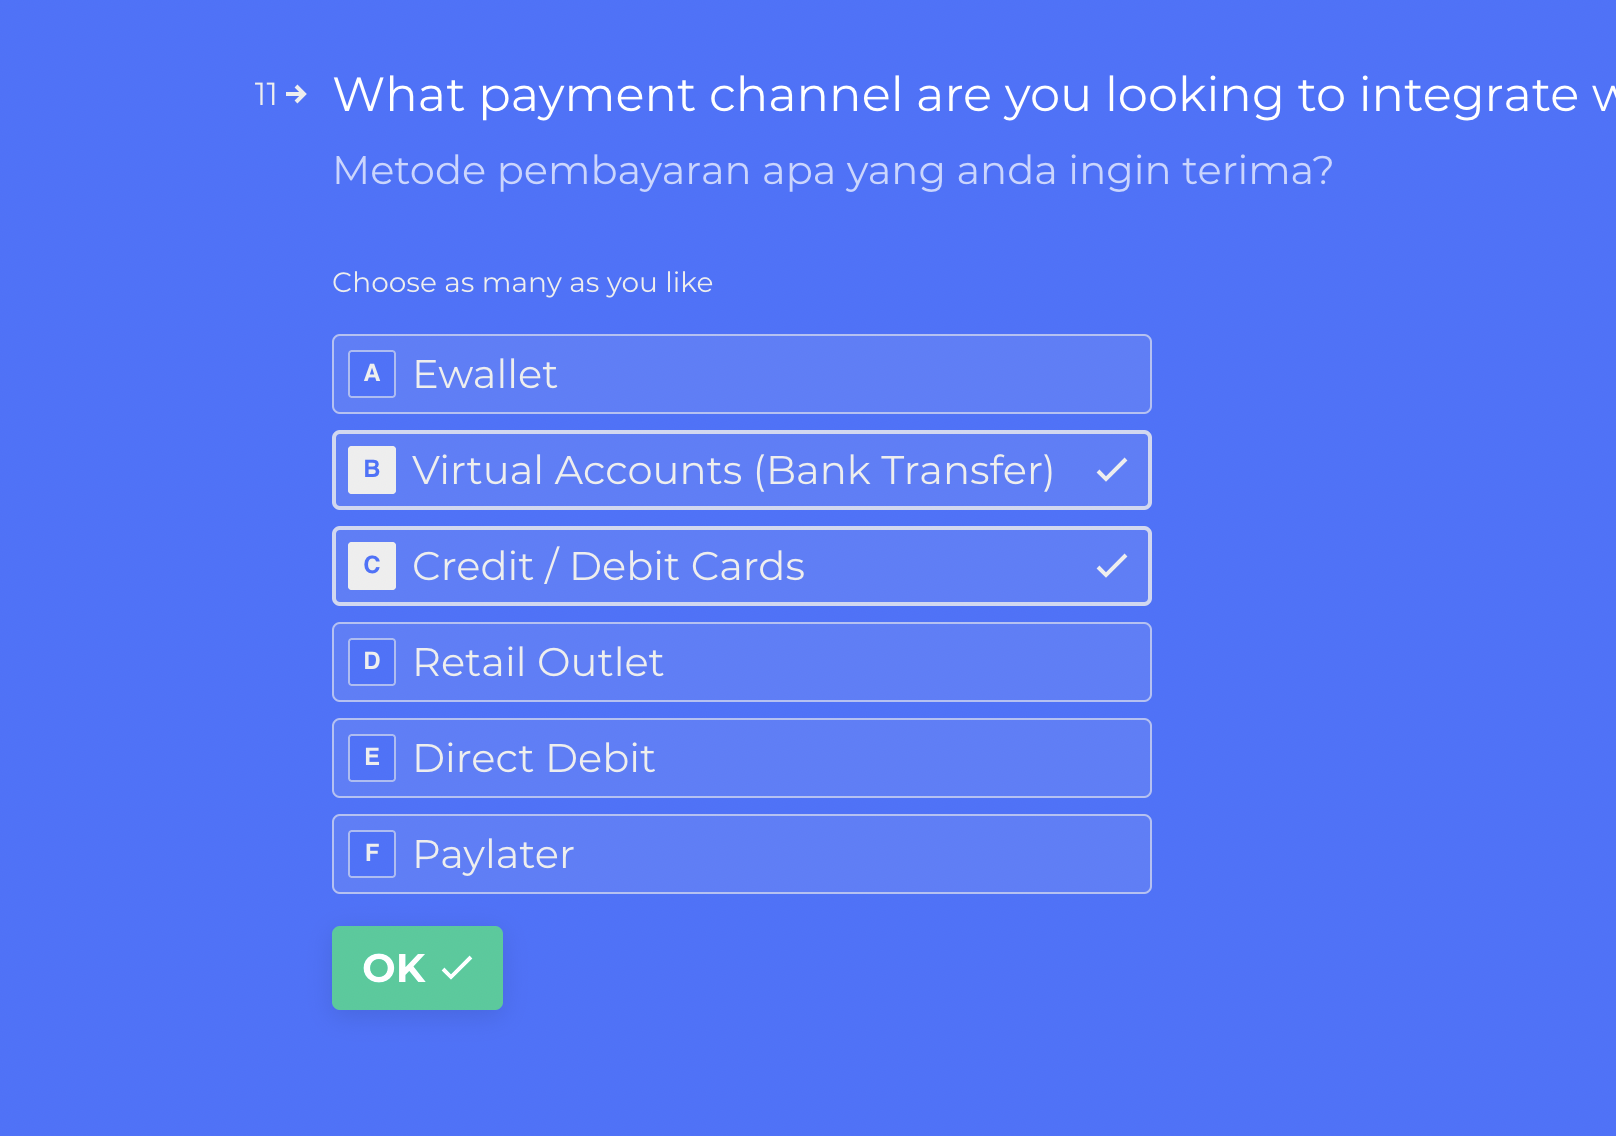 11 → What payment channel are you looking to integrate
Metode pembayaran apa yang anda ingin terima?
Choose as many as you like
A Ewallet
B Virtual Accounts (Bank Transfer)
C Credit / Debit Cards
D Retail Outlet
E Direct Debit
F Paylater
OK